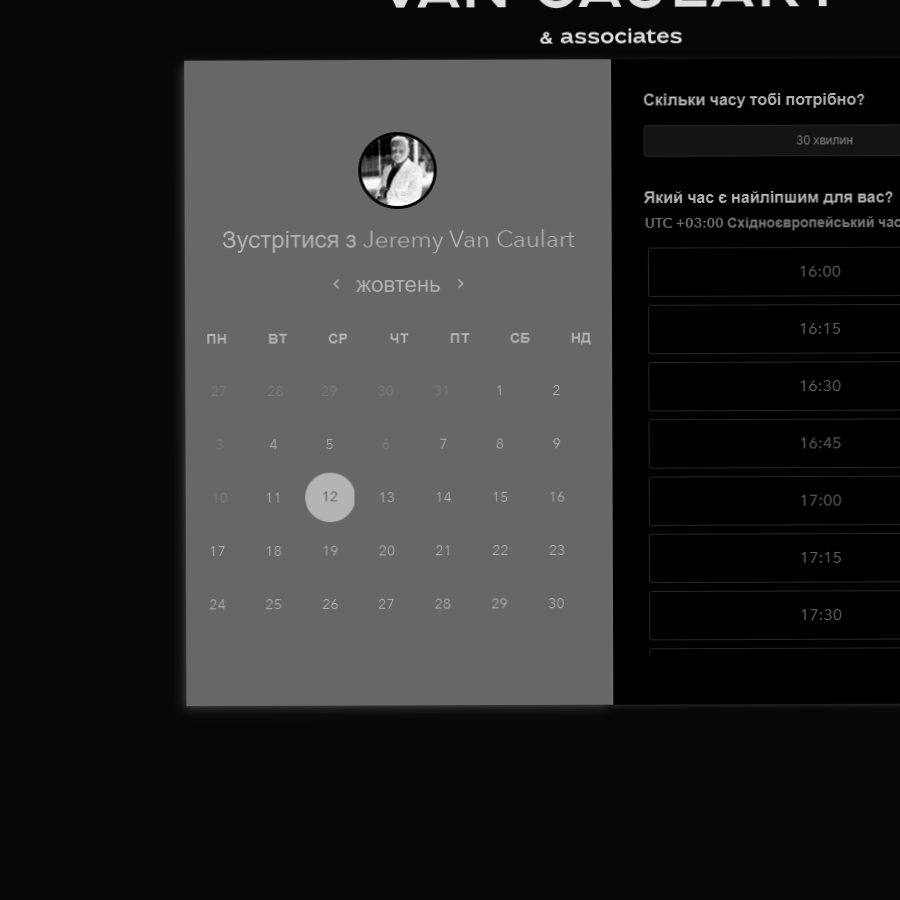 VAN CAULART
& associates
Зустрітися з Jeremy Van Caulart
жовтень
ПН ВТ СР ЧТ ПТ СБ НД
27 28 29 30 31 1 2
3 4 5 6 7 8 9
10 11 12 13 14 15 16
17 18 19 20 21 22 23
24 25 26 27 28 29 30
Скільки часу тобі потрібно?
30 хвилин
Який час є найліпшим для вас?
UTC +03:00 Східноєвропейський
16:00
16:15
16:30
16:45
17:00
17:15
17:30